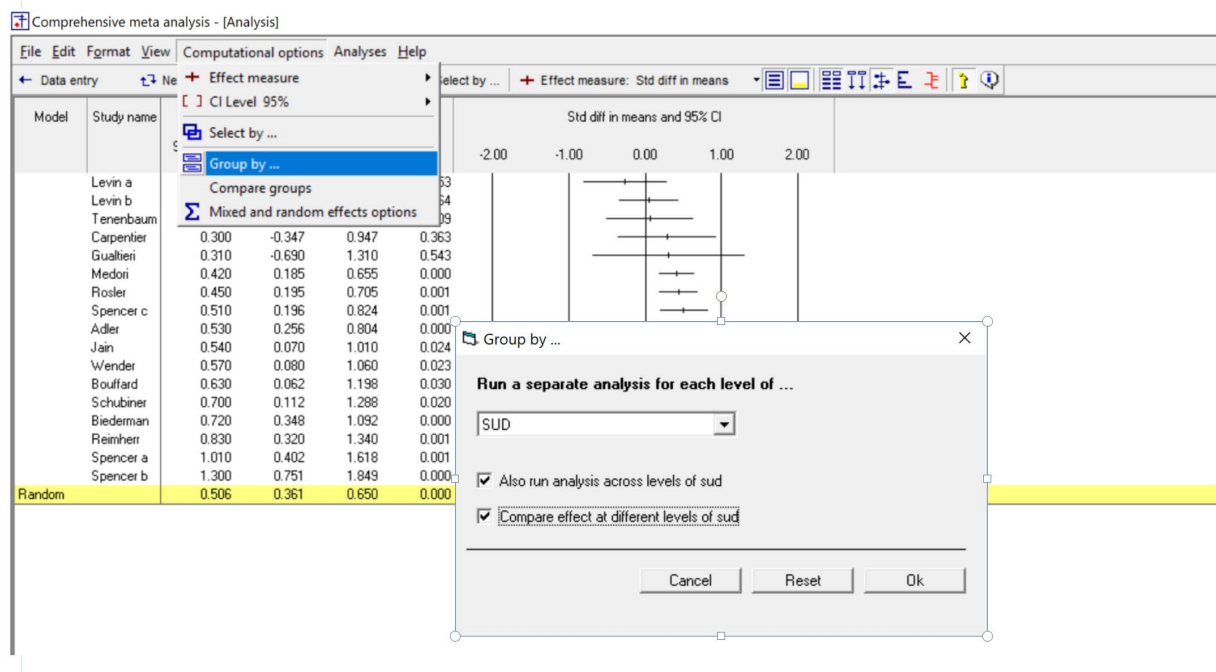 Comprehensive meta analysis - [Analysis]
File Edit Format View Computational options Analyses Help
Data entry Ne Effect measure elect by ... Effect measure: Std diff in means
CI Level 95%
Model Study name Std diff in means and 95% CI
Select by ...
-2.00 -1.00 0.00 1.00 2.00
Group by ...
Levin a 53
Compare groups
Levin b 64
Tenenbaum Mixed and random effects options 09
Carpentier 0.300 -0.347 0.947 0.363
Gualtieri 0.310 -0.690 1.310 0.543
Medori 0.420 0.185 0.655 0.000
Rosler 0.450 0.195 0.705 0.001
Spencer c 0.510 0.196 0.824 0.001
Adler 0.530 0.256 0.804 0.000
Jain 0.540 0.070 1.010 0.024
Wender 0.570 0.080 1.060 0.023
Bouffard 0.630 0.062 1.198 0.030
Schubiner 0.700 0.112 1.288 0.020
Biederman 0.720 0.348 1.092 0.000
Reimherr 0.830 0.320 1.340 0.001
Spencer a 1.010 0.402 1.618 0.001
Spencer b 1.300 0.751 1.849 0.000
Random 0.506 0.361 0.650 0.000
Group by ...
Run a separate analysis for each level of ...
SUD
Also run analysis across levels of sud
Compare effect at different levels of sud
Cancel Reset Ok